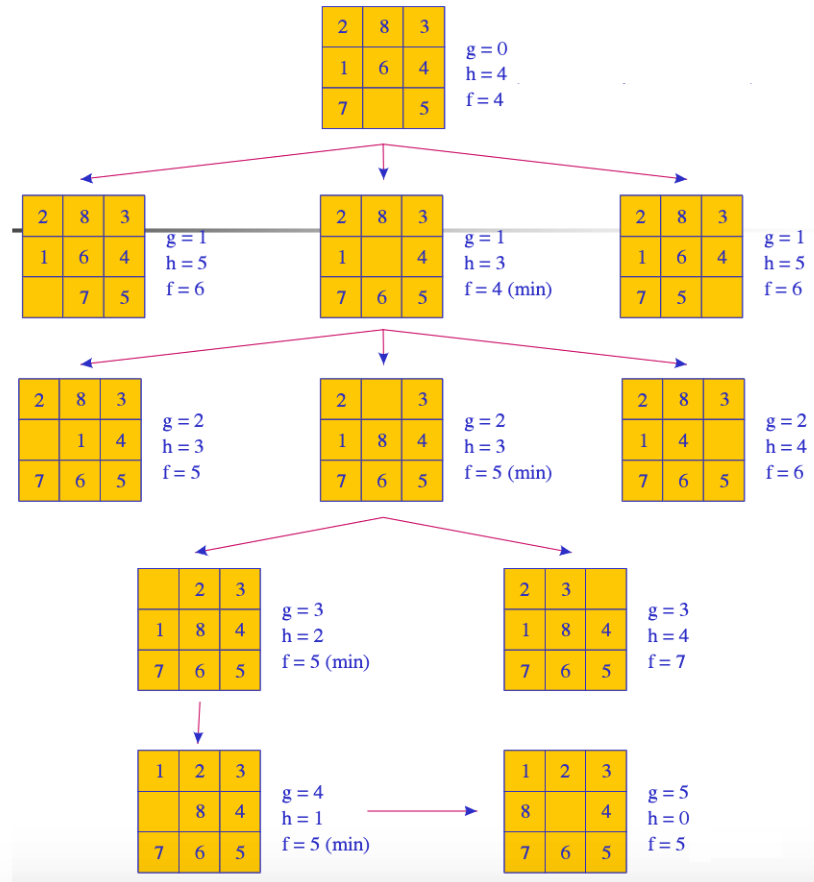 2 8 3
1 6 4
7 5
g = 0
h = 4
f = 4
2 8 3
1 6 4
7 5
g = 1
h = 5
f = 6
2 8 3
1 4
7 6 5
g = 1
h = 3
f = 4 (min)
2 8 3
1 6 4
7 5
g = 1
h = 5
f = 6
2 8 3
1 4
7 6 5
g = 2
h = 3
f = 5
2 3
1 8 4
7 6 5
g = 2
h = 3
f = 5 (min)
2 8 3
1 4
7 6 5
g = 2
h = 4
f = 6
2 3
1 8 4
7 6 5
g = 3
h = 2
f = 5 (min)
2 3
1 8 4
7 6 5
g = 3
h = 4
f = 7
1 2 3
8 4
7 6 5
g = 4
h = 1
f = 5 (min)
1 2 3
8 4
7 6 5
g = 5
h = 0
f = 5